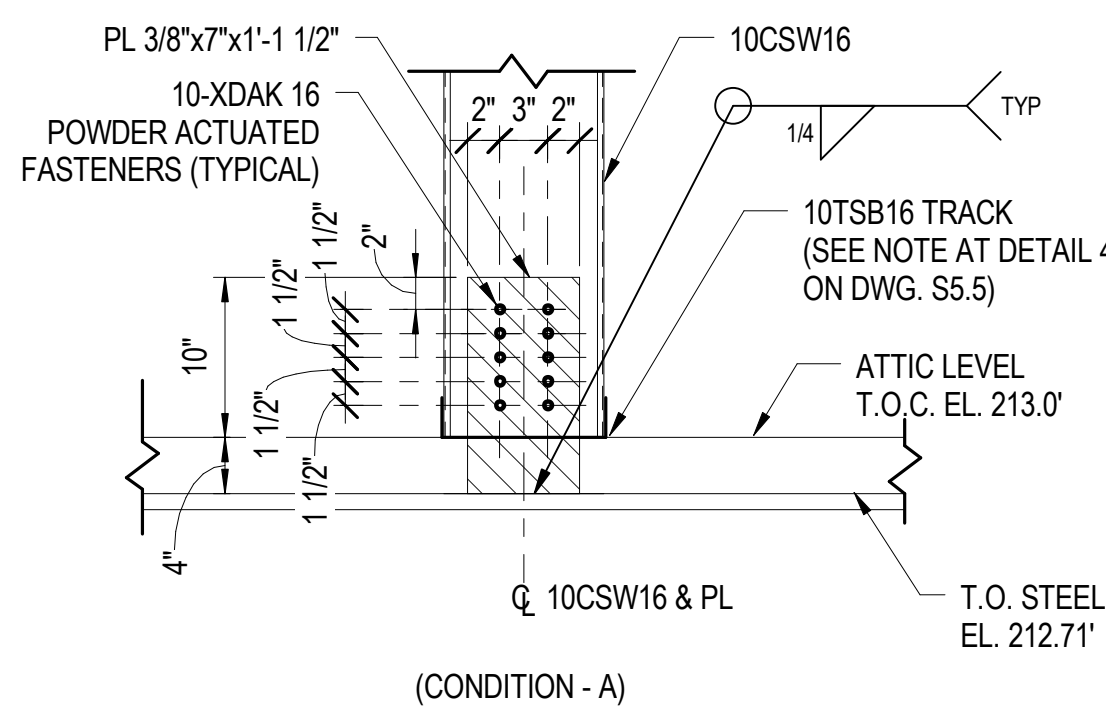 PL 3/8"x7"x1'-1 1/2"
10CSW16
10-XDAK 16
POWDER ACTUATED
FASTENERS (TYPICAL)
2" 3" 2"
1/4
TYP
10TSB16 TRACK
(SEE NOTE AT DETAIL 4
ON DWG. S5.5)
2"
1 1/2"
1 1/2"
1 1/2"
1 1/2"
10"
4"
ATTIC LEVEL
T.O.C. EL. 213.0'
℄ 10CSW16 & PL
T.O. STEEL
EL. 212.71'
(CONDITION - A)